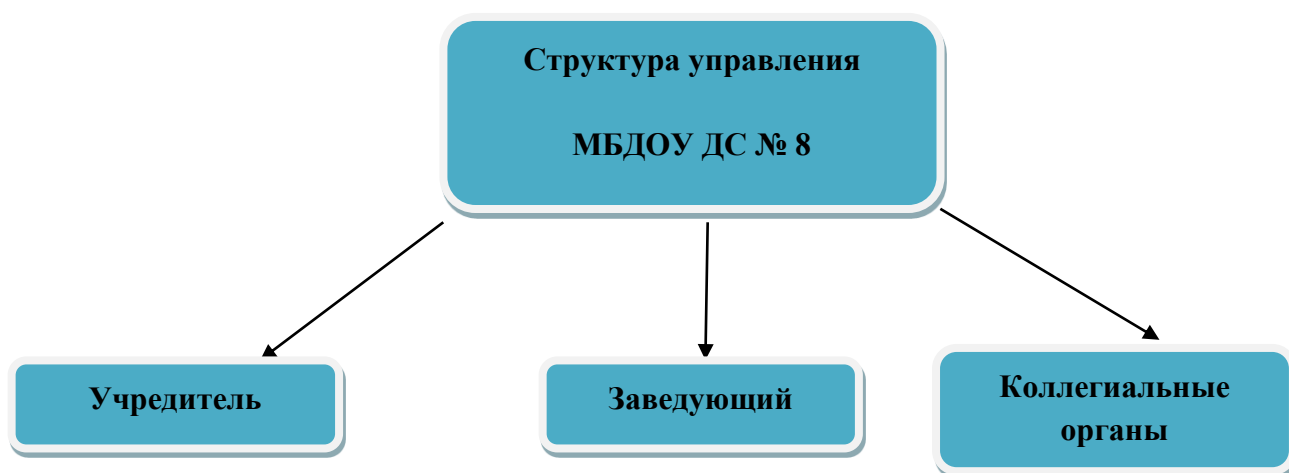 Структура управления
МБДОУ ДС № 8
Учредитель
Заведующий
Коллегиальные
органы